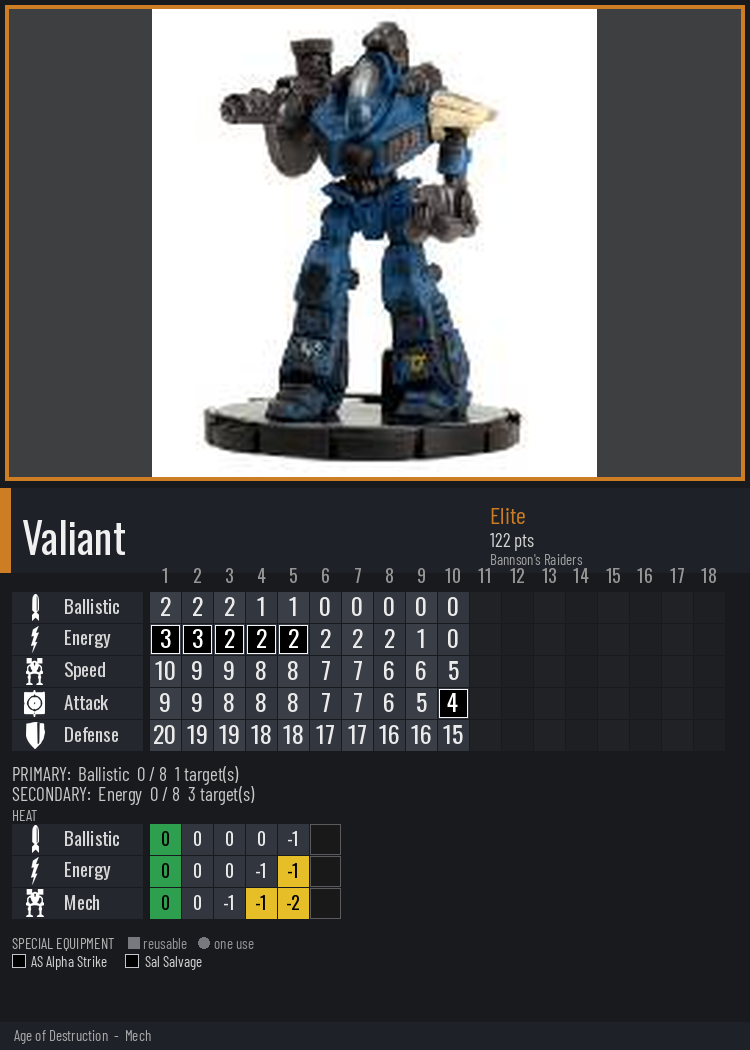 Valiant
Elite
122 pts
Bannson's Raiders
1 2 3 4 5 6 7 8 9 10 11 12 13 14 15 16 17 18
Ballistic 2 2 2 1 1 0 0 0 0 0
Energy 3 3 2 2 2 2 2 2 1 0
Speed 10 9 9 8 8 7 7 6 6 5
Attack 9 9 8 8 8 7 7 6 5 4
Defense 20 19 19 18 18 17 17 16 16 15
PRIMARY: Ballistic 0 / 8 1 target(s)
SECONDARY: Energy 0 / 8 3 target(s)
HEAT
Ballistic 0 0 0 0 -1
Energy 0 0 0 -1 -1
Mech 0 0 -1 -1 -2
SPECIAL EQUIPMENT reusable one use
AS Alpha Strike Sal Salvage
Age of Destruction - Mech